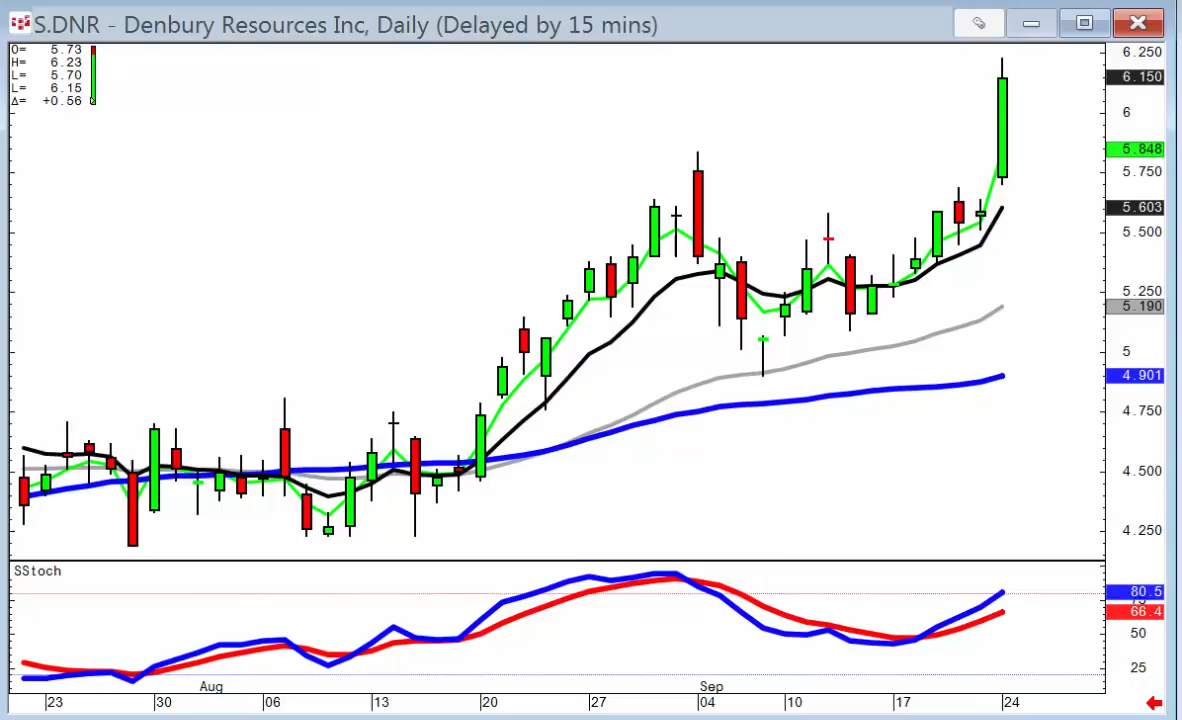 S.DNR - Denbury Resources Inc, Daily (Delayed by 15 mins)
O= 5.73
H= 6.23
L= 5.70
L= 6.15
Δ= +0.56
6.250
6.150
6
5.848
5.750
5.603
5.500
5.250
5.190
5
4.901
4.750
4.500
4.250
SStoch
80.5
75
66.4
50
25
Aug Sep
23 30 06 13 20 27 04 10 17 24